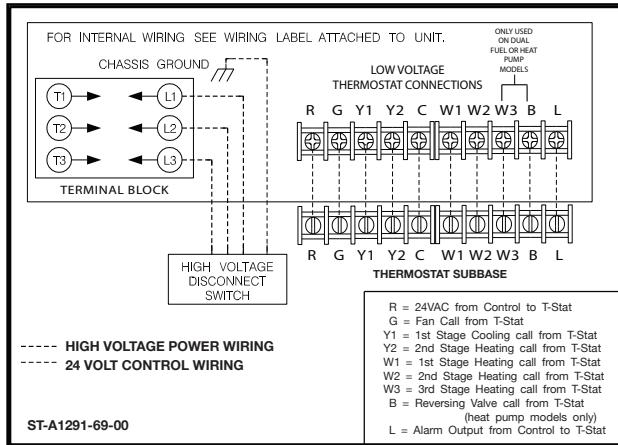 FOR INTERNAL WIRING SEE WIRING LABEL ATTACHED TO UNIT.
ONLY USED
ON DUAL
FUEL OR HEAT
PUMP
MODELS
CHASSIS GROUND
LOW VOLTAGE
THERMOSTAT CONNECTIONS
R G Y1 Y2 C W1 W2 W3 B L
T1 L1
T2 L2
T3 L3
TERMINAL BLOCK
R G Y1 Y2 C W1 W2 W3 B L
THERMOSTAT SUBBASE
HIGH VOLTAGE
DISCONNECT
SWITCH
HIGH VOLTAGE POWER WIRING
24 VOLT CONTROL WIRING
R = 24VAC from Control to T-Stat
G = Fan Call from T-Stat
Y1 = 1st Stage Cooling call from T-Stat
Y2 = 2nd Stage Heating call from T-Stat
W1 = 1st Stage Heating call from T-Stat
W2 = 2nd Stage Heating call from T-Stat
W3 = 3rd Stage Heating call from T-Stat
B = Reversing Valve call from T-Stat
(heat pump models only)
L = Alarm Output from Control to T-Stat
ST-A1291-69-00